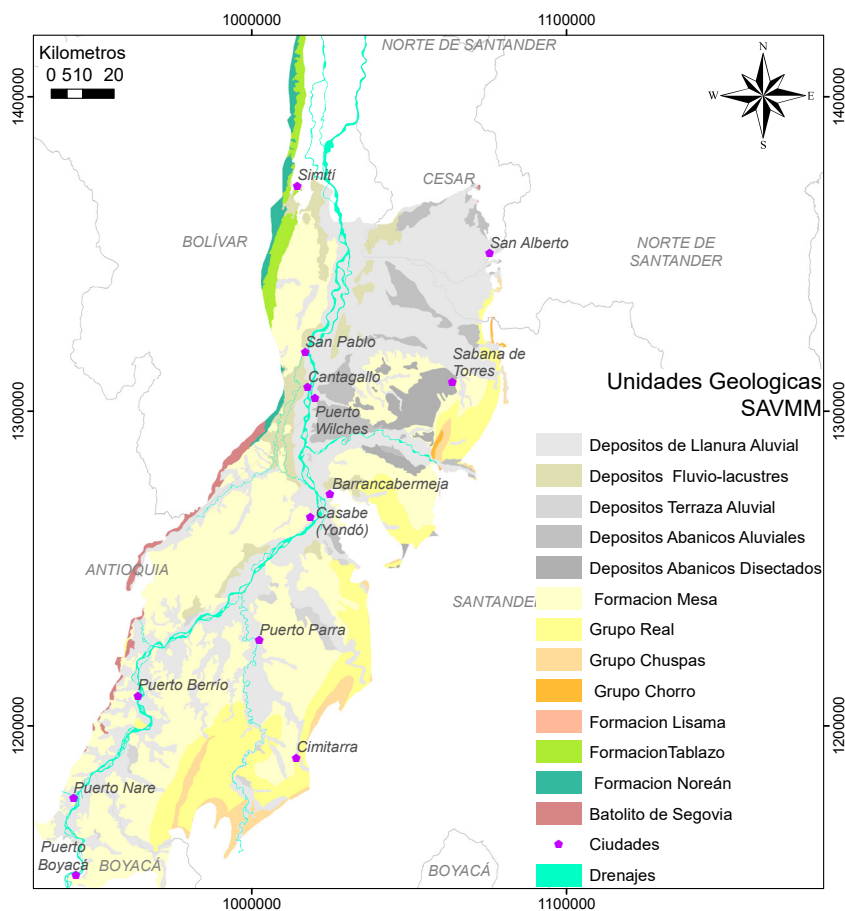 1000000
1100000
Kilometros
0 510 20
NORTE DE SANTANDER
N
W
E
S
1400000
1400000
CESAR
Simití
BOLÍVAR
San Alberto
NORTE DE
SANTANDER
San Pablo
Sabana de
Torres
Cantagallo
Puerto
Wilches
1300000
1300000
Unidades Geologicas
SAVMM
Depositos de Llanura Aluvial
Depositos Fluvio-lacustres
Depositos Terraza Aluvial
Depositos Abanicos Aluviales
Depositos Abanicos Disectados
Formacion Mesa
Grupo Real
Grupo Chuspas
Grupo Chorro
Formacion Lisama
FormacionTablazo
Formacion Noreán
Batolito de Segovia
Ciudades
Drenajes
Barrancabermeja
Casabe
(Yondó)
ANTIOQUIA
SANTANDER
Puerto Parra
Puerto Berrío
1200000
1200000
Cimitarra
Puerto Nare
Puerto
Boyacá
BOYACÁ
BOYACÁ
1000000
1100000